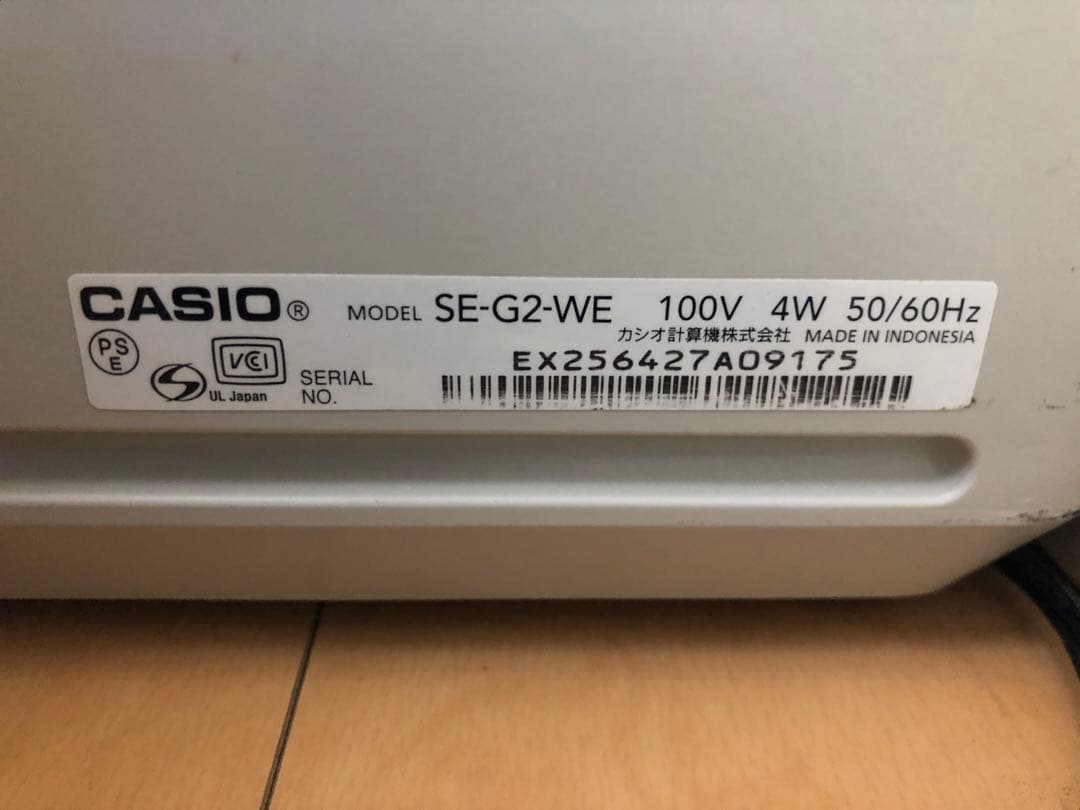 CASIO® MODEL SE-G2-WE 100V 4W 50/60Hz
カシオ計算機株式会社 MADE IN INDONESIA
PSE
VCI
UL Japan
SERIAL NO.
EX256427A09175